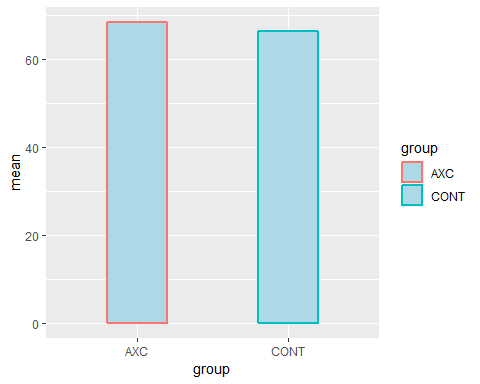 mean
60
40
20
0
AXC CONT
group
group
AXC
CONT